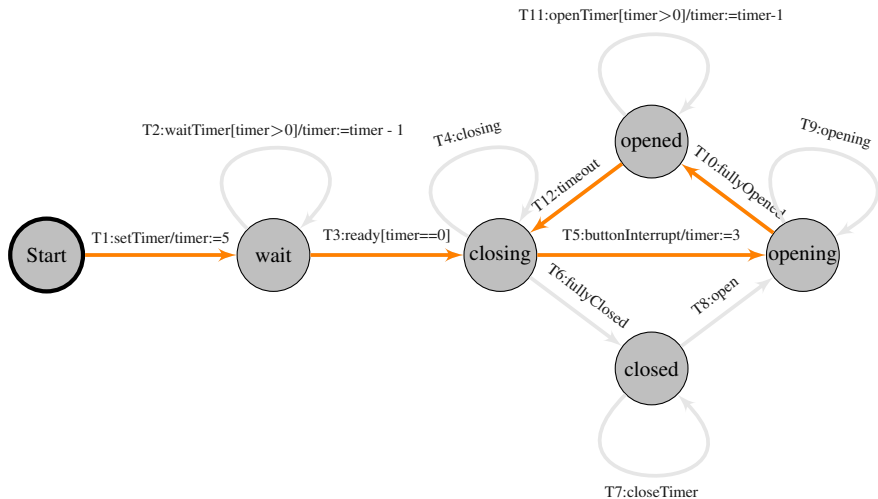 T11:openTimer[timer>0]/timer:=timer-1
T2:waitTimer[timer>0]/timer:=timer - 1
T4:closing
opened
T9:opening
T12:timeout
T10:fullyOpened
T1:setTimer/timer:=5
T3:ready[timer==0]
T5:buttonInterrupt/timer:=3
Start
wait
closing
opening
T6:fullyClosed
T8:open
closed
T7:closeTimer